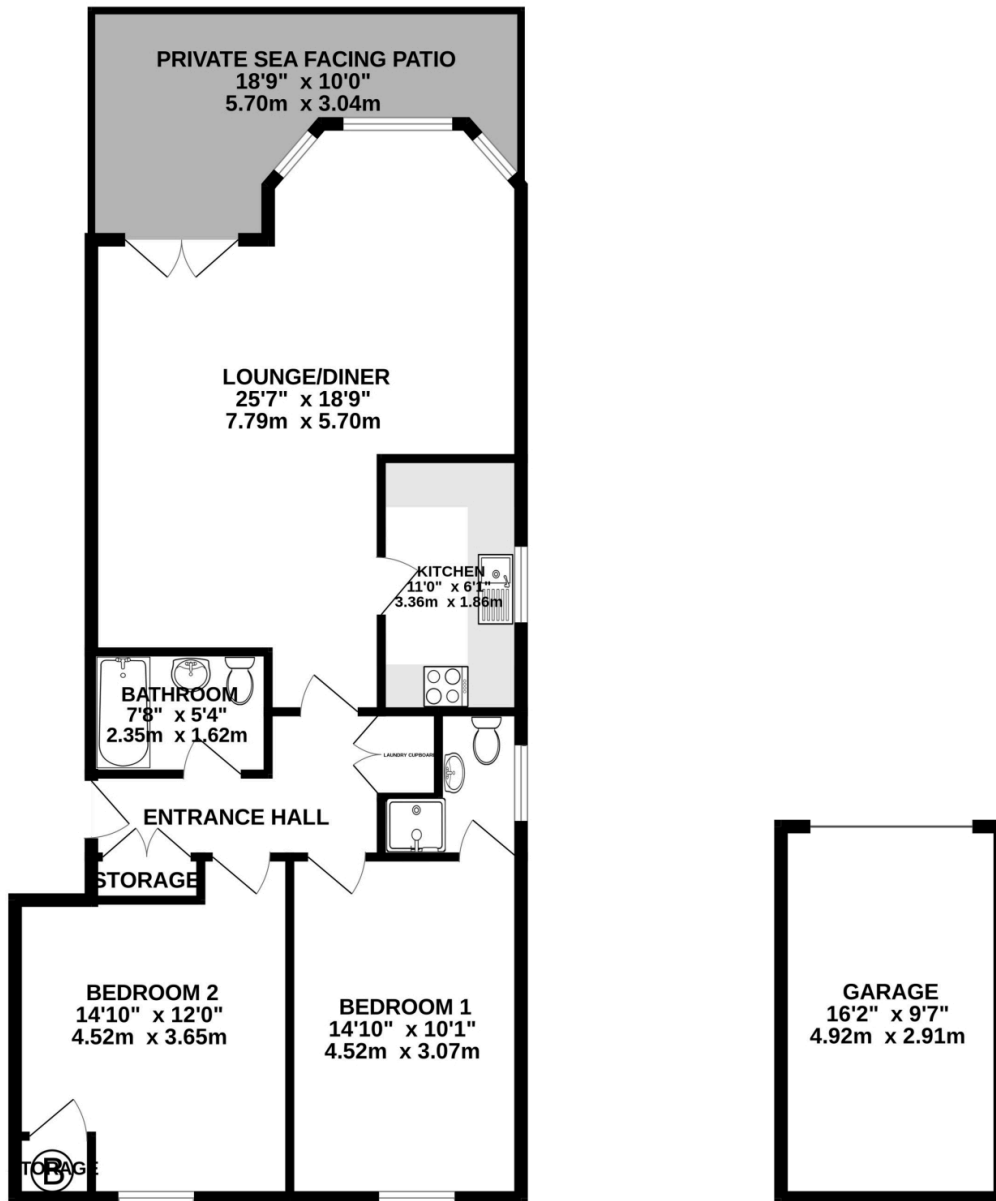 PRIVATE SEA FACING PATIO
18'9" x 10'0"
5.70m x 3.04m
LOUNGE/DINER
25'7" x 18'9"
7.79m x 5.70m
KITCHEN
11'0" x 6'1"
3.36m x 1.86m
BATHROOM
7'8" x 5'4"
2.35m x 1.62m
LAUNDRY CUPBOARD
ENTRANCE HALL
STORAGE
BEDROOM 2
14'10" x 12'0"
4.52m x 3.65m
BEDROOM 1
14'10" x 10'1"
4.52m x 3.07m
GARAGE
16'2" x 9'7"
4.92m x 2.91m
STORAGE
B